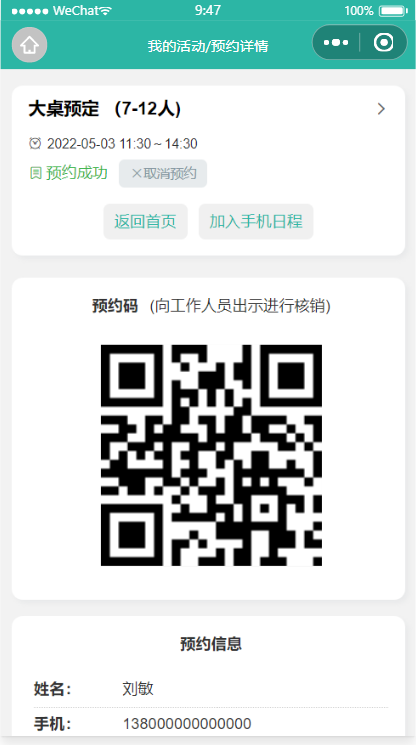 WeChat 9:47 100%
我的活动/预约详情
大桌预定 (7-12人)
2022-05-03 11:30~14:30
预约成功 ×取消预约
返回首页 加入手机日程
预约码 (向工作人员出示进行核销)
预约信息
姓名: 刘敏
手机: 138000000000000